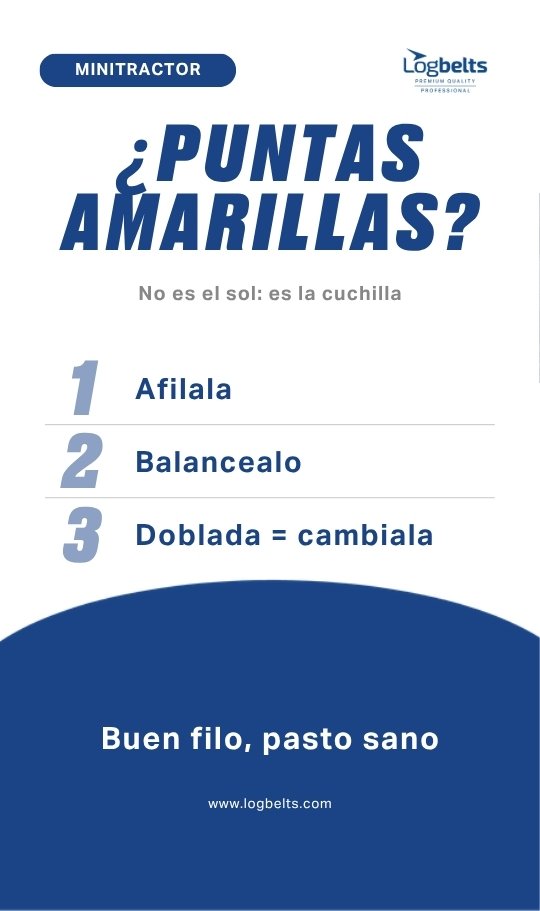 MINITRACTOR
Logbelts
PREMIUM QUALITY
PROFESSIONAL
¿PUNTAS
AMARILLAS?
No es el sol: es la cuchilla
1 Afilala
2 Balancealo
3 Doblada = cambiala
Buen filo, pasto sano
www.logbelts.com